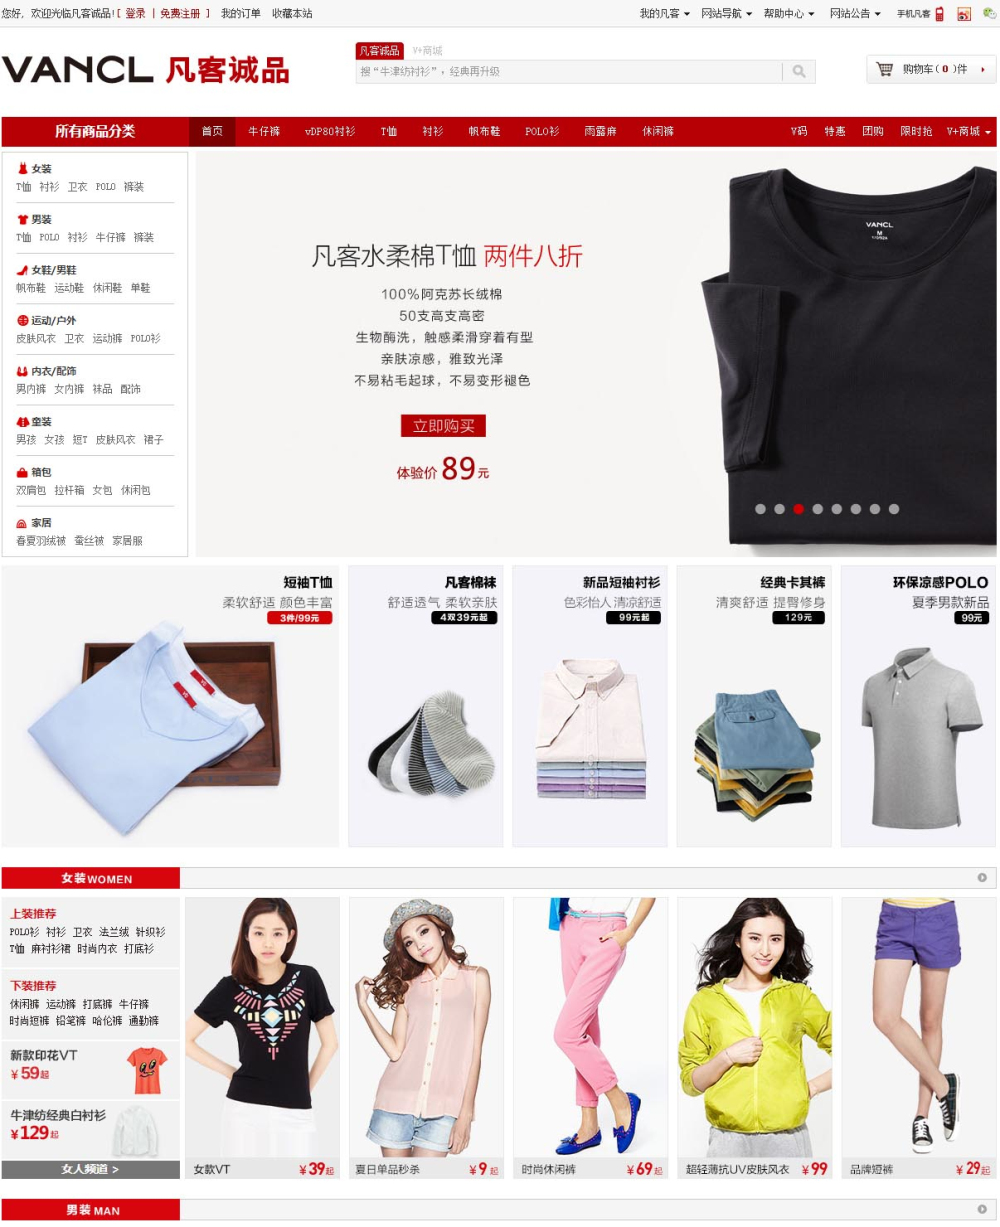 您好, 欢迎光临凡客诚品! [ 登录 | 免费注册 ] 我的订单 收藏本站
我的凡客 网站导航 帮助中心 网站公告 手机凡客
VANCL 凡客诚品
凡客诚品 V+商城
搜“牛津纺衬衫”，经典再升级
购物车( 0 )件
所有商品分类 首页 牛仔裤 vDP80衬衫 T恤 衬衫 帆布鞋 POLO衫 雨露麻 休闲裤 V码 特惠 团购 限时抢 V+商城
女装
T恤 衬衫 卫衣 POLO 裤装
男装
T恤 POLO 衬衫 牛仔裤 裤装
女鞋/男鞋
帆布鞋 运动鞋 休闲鞋 单鞋
运动/户外
皮肤风衣 卫衣 运动裤 POLO衫
内衣/配饰
男内裤 女内裤 袜品 配饰
童装
男孩 女孩 短T 皮肤风衣 裙子
箱包
双肩包 拉杆箱 女包 休闲包
家居
春夏羽绒被 蚕丝被 家居服
凡客水柔棉T恤 两件八折
100%阿克苏长绒棉
50支高支高密
生物酶洗，触感柔滑穿着有型
亲肤凉感，雅致光泽
不易粘毛起球，不易变形褪色
立即购买
体验价 89元
VANCL
M
短袖T恤
柔软舒适 颜色丰富
3件/99元
凡客棉袜
舒适透气 柔软亲肤
4双39元起
新品短袖衬衫
色彩怡人 清凉舒适
99元起
经典卡其裤
清爽舒适 提臀修身
129元
环保凉感POLO
夏季男款新品
99元
女装WOMEN
上装推荐
POLO衫 衬衫 卫衣 法兰绒 针织衫
T恤 麻衬衫裙 时尚内衣 打底衫
下装推荐
休闲裤 运动裤 打底裤 牛仔裤
时尚短裤 铅笔裤 哈伦裤 通勤裤
新款印花VT
¥59起
牛津纺经典白衬衫
¥129起
女人频道 >
女款VT ¥39起
夏日单品秒杀 ¥9起
时尚休闲裤 ¥69起
超轻薄抗UV皮肤风衣 ¥99
品牌短裤 ¥29起
男装 MAN